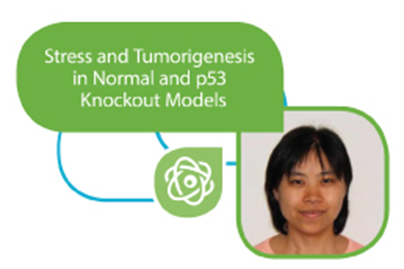 Stress and Tumorigenesis
in Normal and p53
Knockout Models